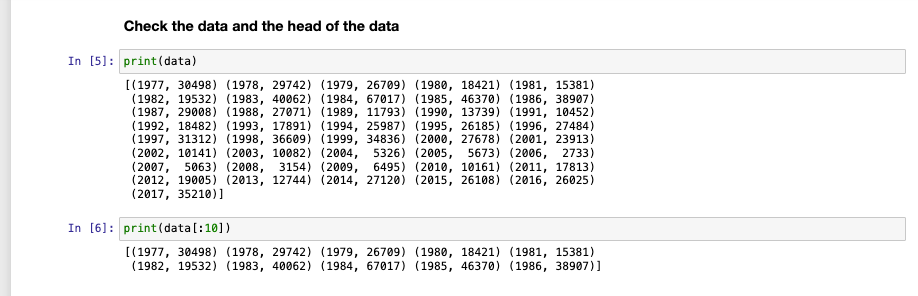 Check the data and the head of the data
In [5]: print(data)
[(1977, 30498) (1978, 29742) (1979, 26709) (1980, 18421) (1981, 15381)
(1982, 19532) (1983, 40062) (1984, 67017) (1985, 46370) (1986, 38907)
(1987, 29008) (1988, 27071) (1989, 11793) (1990, 13739) (1991, 10452)
(1992, 18482) (1993, 17891) (1994, 25987) (1995, 26185) (1996, 27484)
(1997, 31312) (1998, 36609) (1999, 34836) (2000, 27678) (2001, 23913)
(2002, 10141) (2003, 10082) (2004,  5326) (2005,  5673) (2006,  2733)
(2007,  5063) (2008,  3154) (2009,  6495) (2010, 10161) (2011, 17813)
(2012, 19005) (2013, 12744) (2014, 27120) (2015, 26108) (2016, 26025)
(2017, 35210)]
In [6]: print(data[:10])
[(1977, 30498) (1978, 29742) (1979, 26709) (1980, 18421) (1981, 15381)
(1982, 19532) (1983, 40062) (1984, 67017) (1985, 46370) (1986, 38907)]